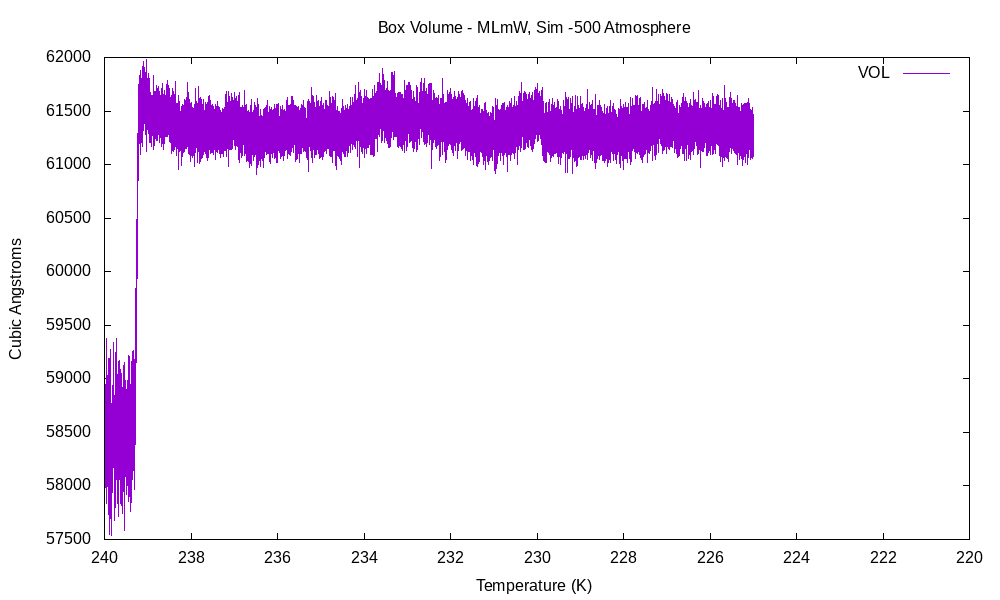 Box Volume - MLmW, Sim -500 Atmosphere
VOL
62000
61500
61000
60500
60000
59500
59000
58500
58000
57500
Cubic Angstroms
240 238 236 234 232 230 228 226 224 222 220
Temperature (K)